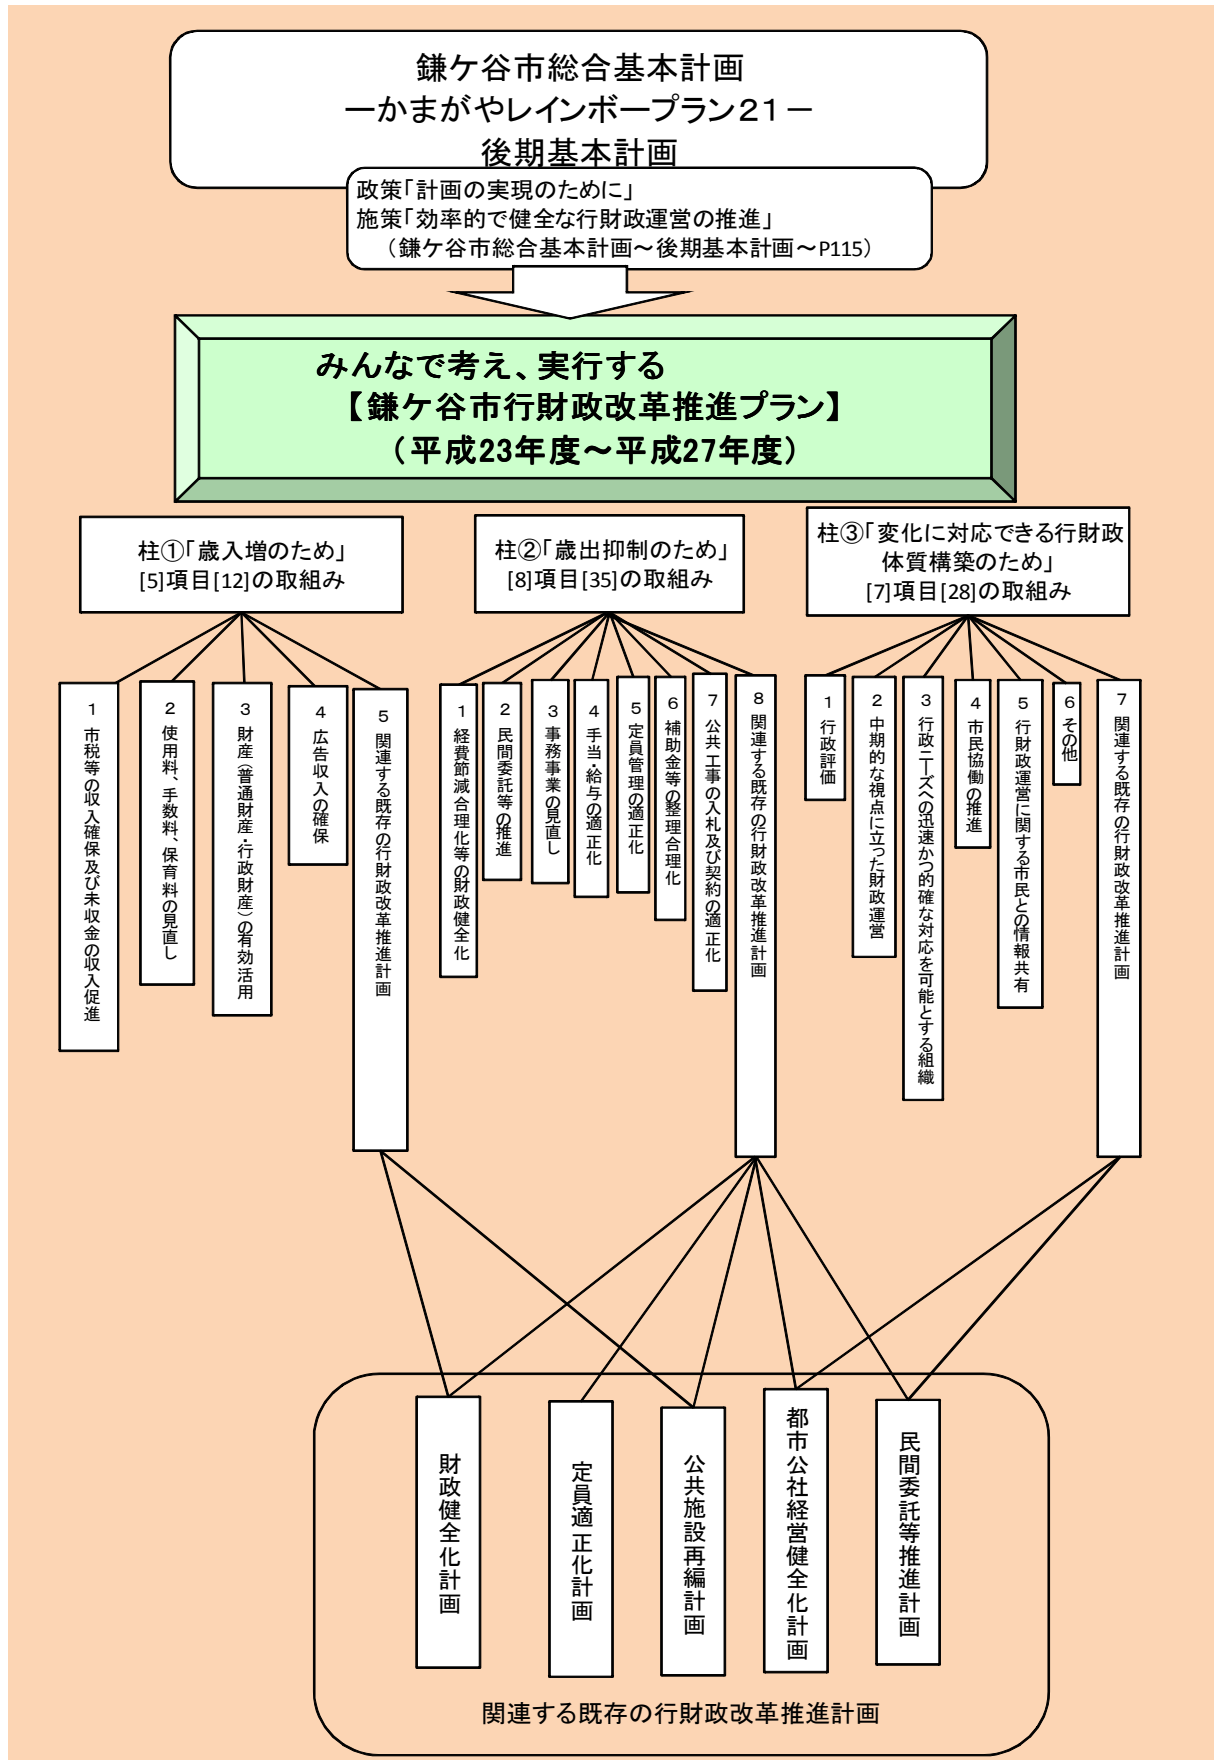 鎌ケ谷市総合基本計画
ーかまがやレインボープラン21－
後期基本計画
政策「計画の実現のために」
施策「効率的で健全な行財政運営の推進」
（鎌ケ谷市総合基本計画～後期基本計画～P115）
みんなで考え、実行する
【鎌ケ谷市行財政改革推進プラン】
（平成23年度～平成27年度）
柱①「歳入増のため」
[5]項目[12]の取組み
柱②「歳出抑制のため」
[8]項目[35]の取組み
柱③「変化に対応できる行財政
体質構築のため」
[7]項目[28]の取組み
1 市税等の収入確保及び未収金の収入促進
2 使用料、手数料、保育料の見直し
3 財産（普通財産・行政財産）の有効活用
4 広告収入の確保
5 関連する既存の行財政改革推進計画
1 経費節減合理化等の財政健全化
2 民間委託等の推進
3 事務事業の見直し
4 手当・給与の適正化
5 定員管理の適正化
6 補助金等の整理合理化
7 公共工事の入札及び契約の適正化
8 関連する既存の行財政改革推進計画
1 行政評価
2 中期的な視点に立った財政運営
3 行政ニーズへの迅速かつ的確な対応を可能とする組織
4 市民協働の推進
5 行財政運営に関する市民との情報共有
6 その他
7 関連する既存の行財政改革推進計画
財政健全化計画
定員適正化計画
公共施設再編計画
都市公社経営健全化計画
民間委託等推進計画
関連する既存の行財政改革推進計画